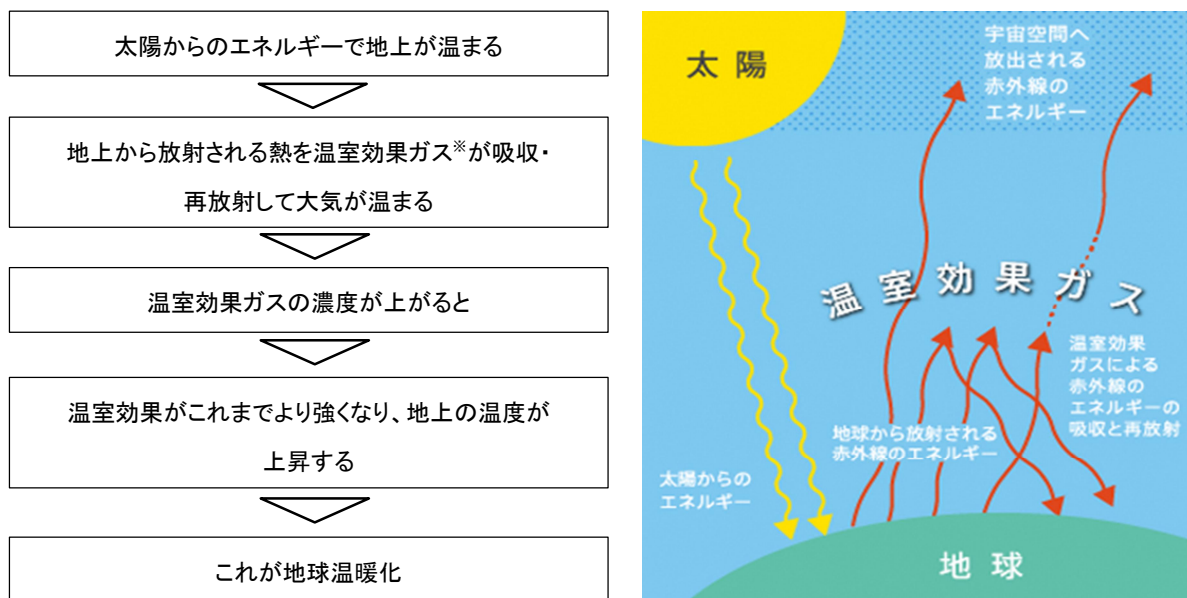 太陽からのエネルギーで地上が温まる
地上から放射される熱を温室効果ガス※が吸収・
再放射して大気が温まる
温室効果ガスの濃度が上がると
温室効果がこれまでより強くなり、地上の温度が
上昇する
これが地球温暖化
太陽
宇宙空間へ
放出される
赤外線の
エネルギー
温室効果ガス
温室効果
ガスによる
赤外線の
エネルギーの
吸収と再放射
地球から放射される
赤外線のエネルギー
太陽からの
エネルギー
地球